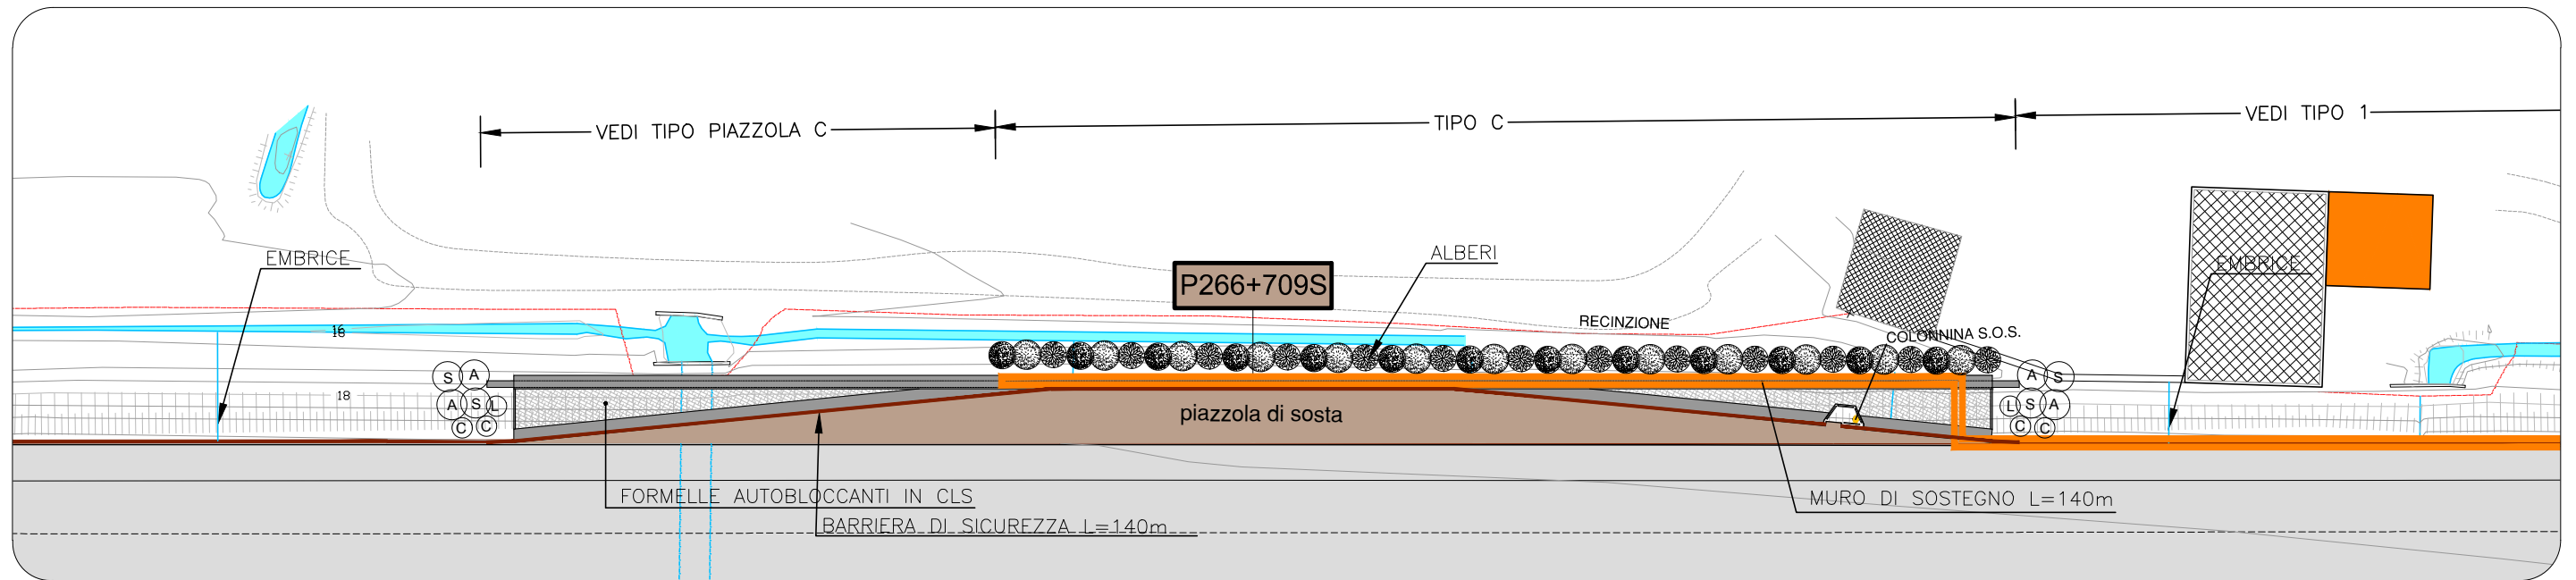 VEDI TIPO PIAZZOLA C
TIPO C
VEDI TIPO 1
EMBRICE
ALBERI
P266+709S
EMBRICE
RECINZIONE
COLONNINA S.O.S.
16
18
18
S A
A S L
C C
A S
L S A
C C
piazzola di sosta
FORMELLE AUTOBLOCCANTI IN CLS
MURO DI SOSTEGNO L=140m
BARRIERA DI SICUREZZA L=140m